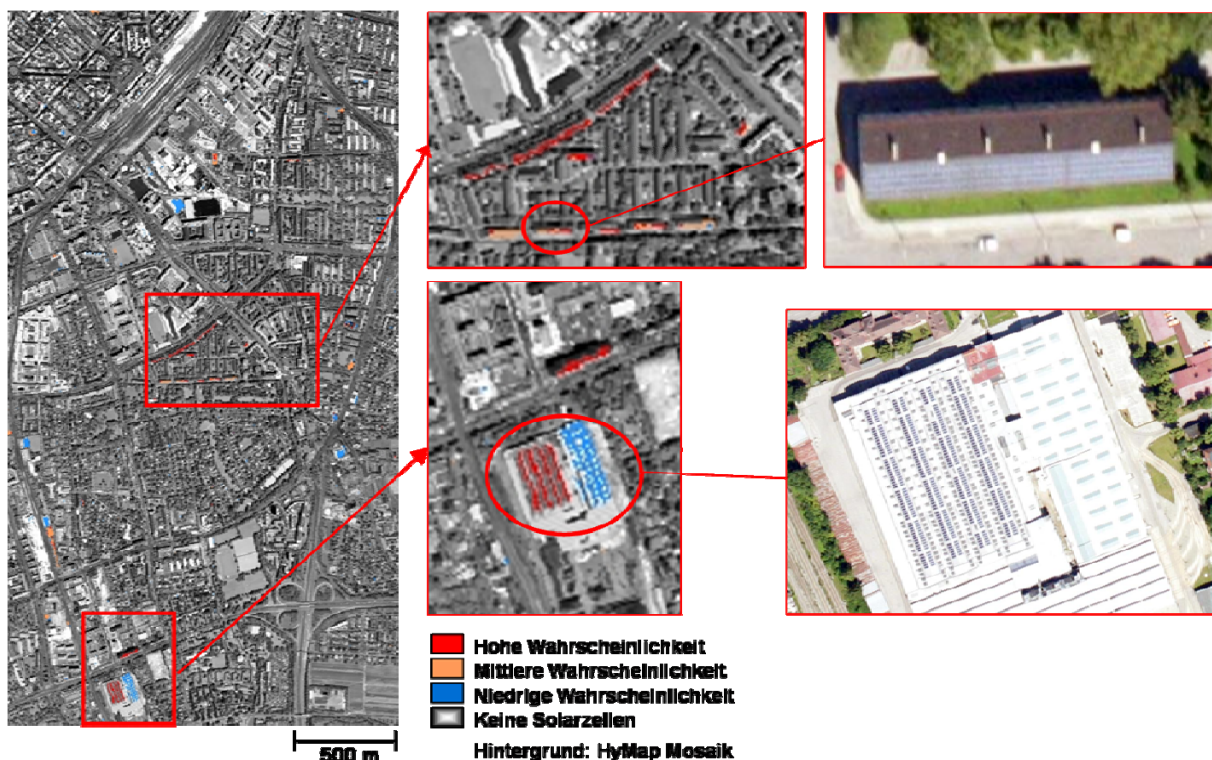 Hohe Wahrscheinlichkeit
Mittlere Wahrscheinlichkeit
Niedrige Wahrscheinlichkeit
Keine Solarzellen
500 m
Hintergrund: HyMap Mosaik